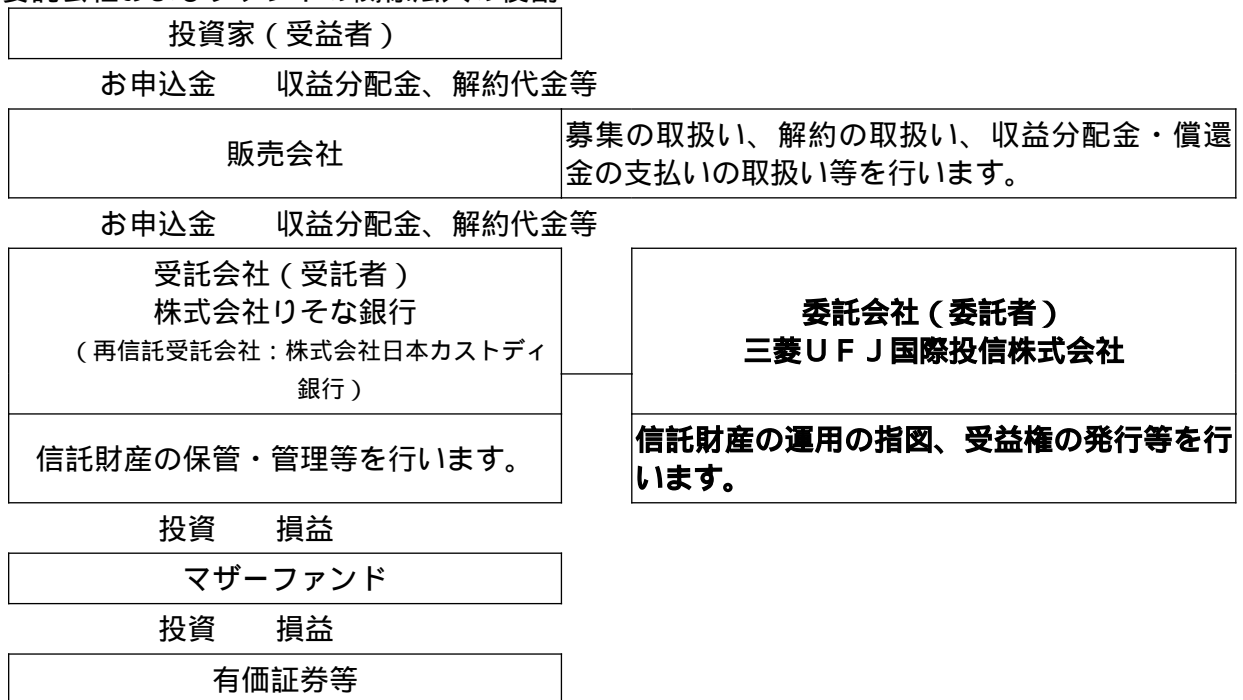 投資家（受益者）
お申込金　　収益分配金、解約代金等
販売会社
募集の取扱い、解約の取扱い、収益分配金・償還
金の支払いの取扱い等を行います。
お申込金　　収益分配金、解約代金等
受託会社（受託者）
株式会社りそな銀行
（再信託受託会社：株式会社日本カストディ
銀行）
信託財産の保管・管理等を行います。
委託会社（委託者）
三菱ＵＦＪ国際投信株式会社
信託財産の運用の指図、受益権の発行等を行
います。
投資　　損益
マザーファンド
投資　　損益
有価証券等